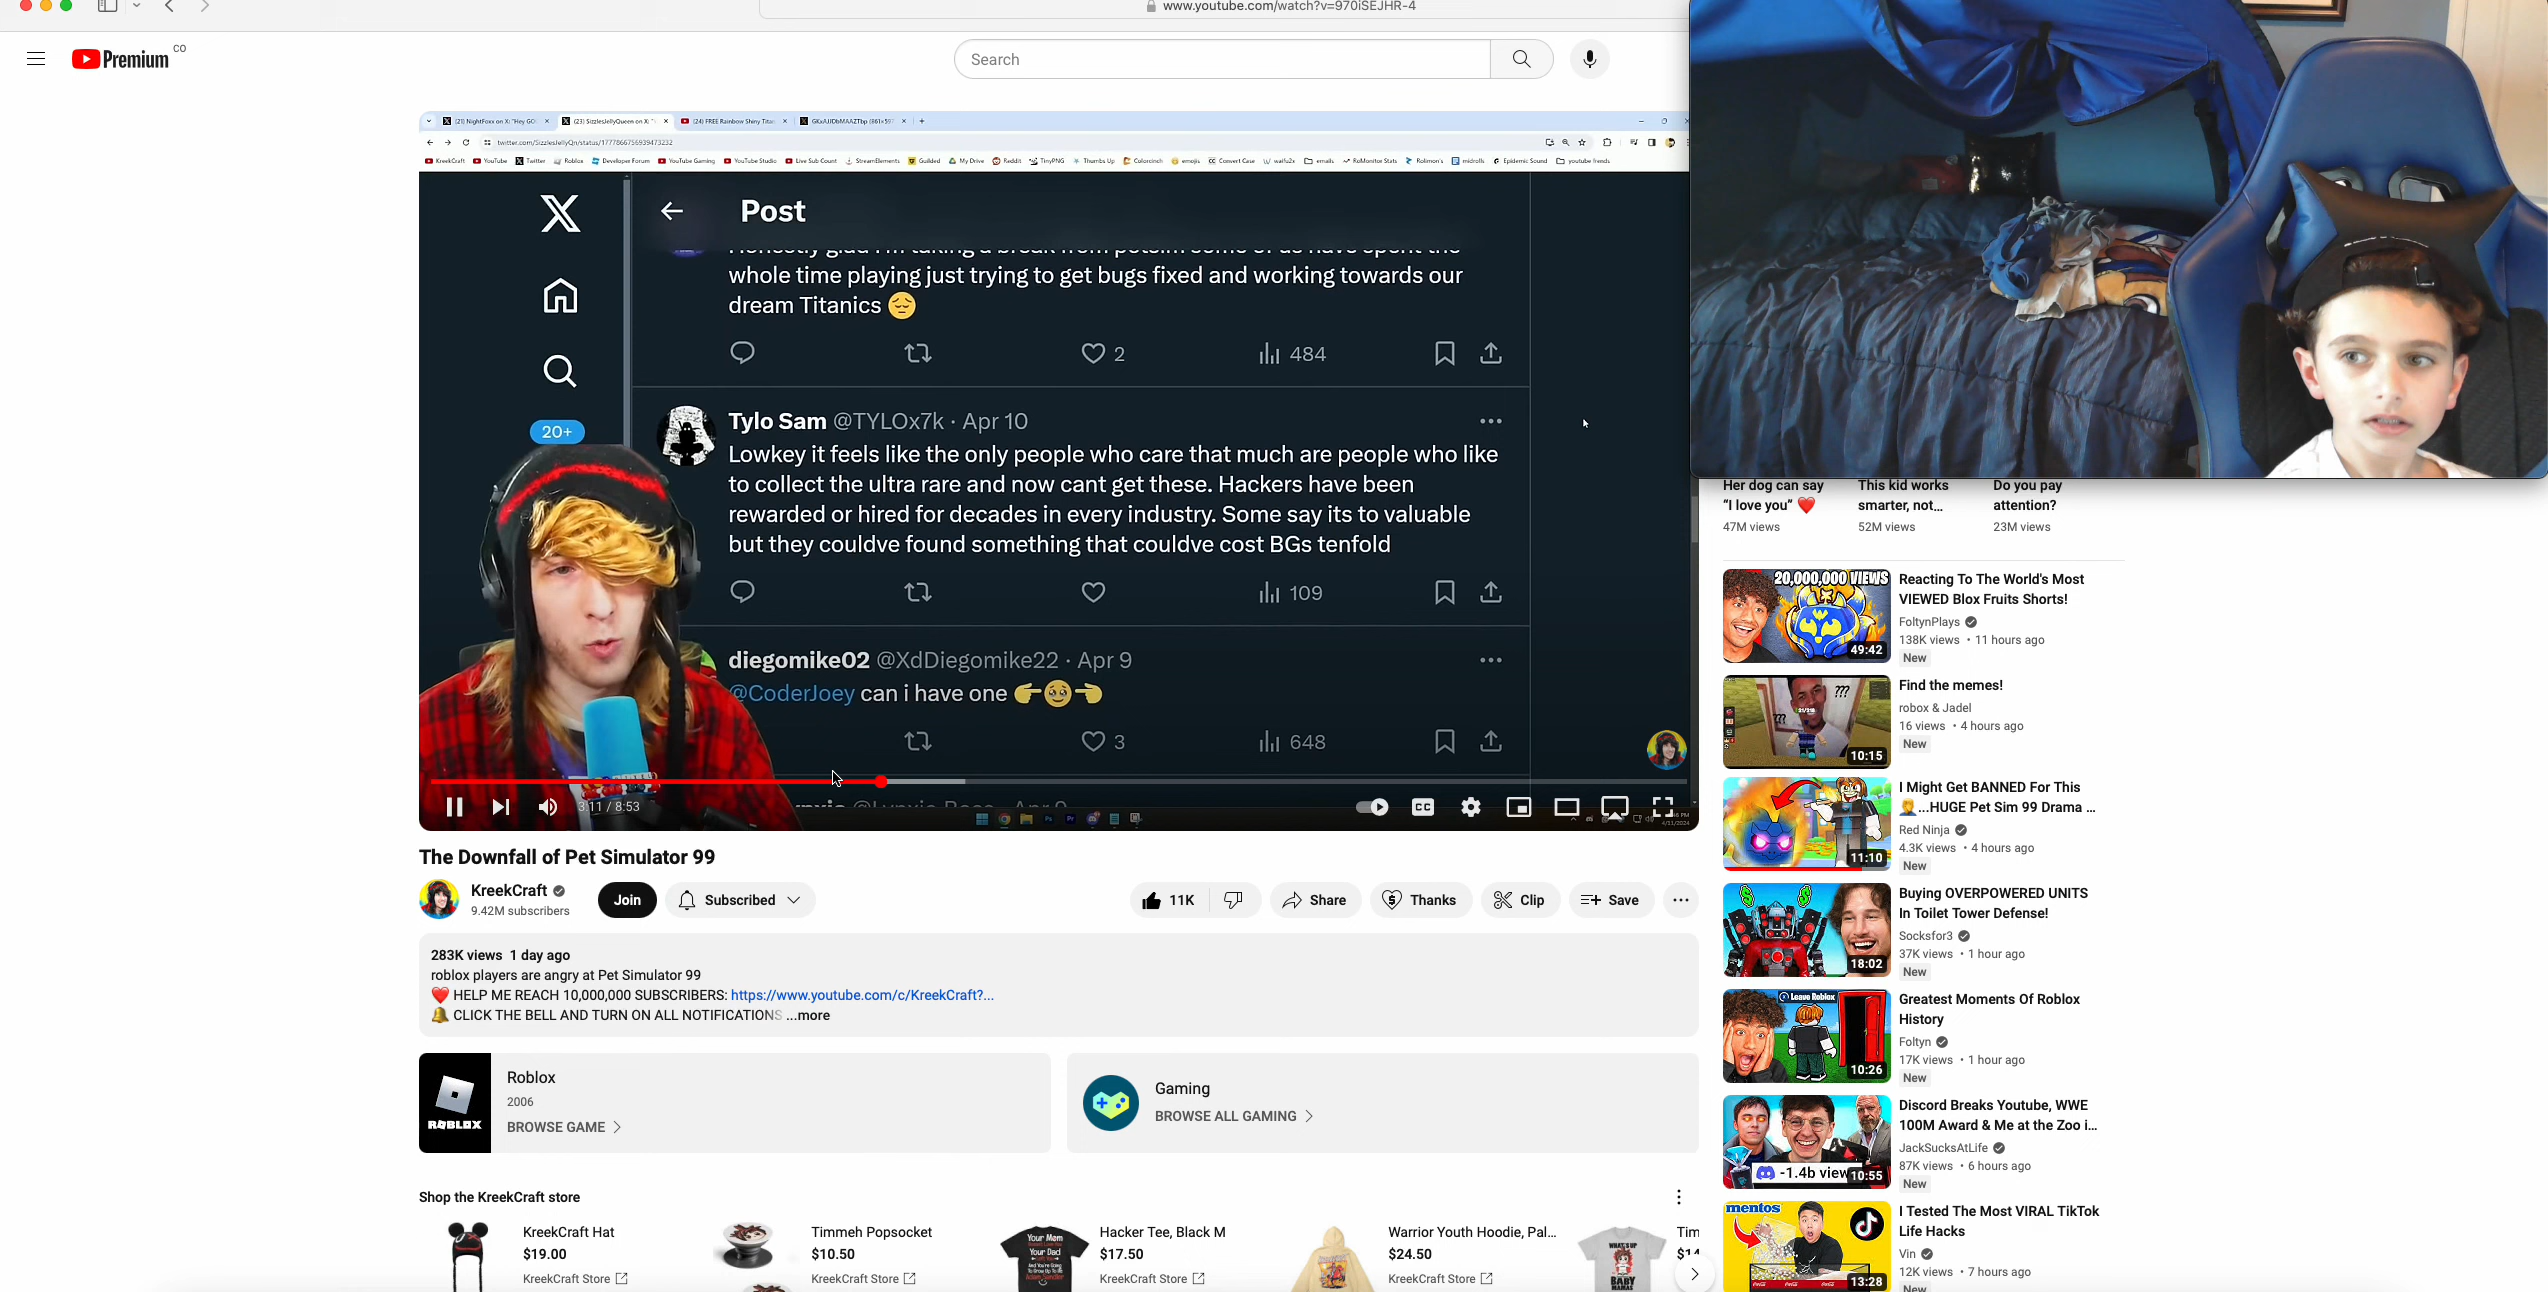 www.youtube.com/watch?v=970iSEJHR-4
Premium CO
Search
(21) NightFoxx on X: "Hey GO
(23) SizzlesJellyQueen on X: "
(24) FREE Rainbow Shiny Titan
twitter.com/SizzlesJellyQn/status/1777866756939473232
KreekCraft YouTube Twitter Roblox Developer Forum YouTube Gaming YouTube Studio Live Sub Count StreamElements Guilded My Drive Reddit TinyPNG Thumbs Up Colorcinch emojis Convert Case waifu2x emails RoMonitor Stats Rolimon's midrolls Epidemic Sound youtube trends
Post
Honestly glad I'm taking a break from petsim some of us have spent the
whole time playing just trying to get bugs fixed and working towards our
dream Titanics 😔
2 484
Tylo Sam @TYLOx7k · Apr 10
Lowkey it feels like the only people who care that much are people who like
to collect the ultra rare and now cant get these. Hackers have been
rewarded or hired for decades in every industry. Some say its to valuable
but they couldve found something that couldve cost BGs tenfold
109
20+
diegomike02 @XdDiegomike22 · Apr 9
@CoderJoey can i have one 👉🥹👈
3 648
3:11 / 8:53
CC
The Downfall of Pet Simulator 99
KreekCraft
9.42M subscribers
Join
Subscribed
11K
Share
Thanks
Clip
Save
283K views 1 day ago
roblox players are angry at Pet Simulator 99
❤️ HELP ME REACH 10,000,000 SUBSCRIBERS: https://www.youtube.com/c/KreekCraft?...
🔔 CLICK THE BELL AND TURN ON ALL NOTIFICATIONS ...more
ROBLOX
Roblox
2006
BROWSE GAME
Gaming
BROWSE ALL GAMING
Shop the KreekCraft store
KreekCraft Hat
$19.00
KreekCraft Store
Timmeh Popsocket
$10.50
KreekCraft Store
Your Mom
Your Dad
Adam Sandler
Hacker Tee, Black M
$17.50
KreekCraft Store
Warrior Youth Hoodie, Pal...
$24.50
KreekCraft Store
WHAT'S UP
BABY
MAMAS
Tim
$14
Her dog can say
"I love you" ❤️
47M views
This kid works
smarter, not...
52M views
Do you pay
attention?
23M views
20,000,000 VIEWS
49:42
Reacting To The World's Most
VIEWED Blox Fruits Shorts!
FoltynPlays
138K views • 11 hours ago
New
???
???
10:15
Find the memes!
robox & Jadel
16 views • 4 hours ago
New
11:10
I Might Get BANNED For This
🤦...HUGE Pet Sim 99 Drama ...
Red Ninja
4.3K views • 4 hours ago
New
18:02
Buying OVERPOWERED UNITS
In Toilet Tower Defense!
Socksfor3
37K views • 1 hour ago
New
Leave Roblox
10:26
Greatest Moments Of Roblox
History
Foltyn
17K views • 1 hour ago
New
-1.4b view
10:55
Discord Breaks Youtube, WWE
100M Award & Me at the Zoo i...
JackSucksAtLife
87K views • 6 hours ago
New
mentos
13:28
I Tested The Most VIRAL TikTok
Life Hacks
Vin
12K views • 7 hours ago
New